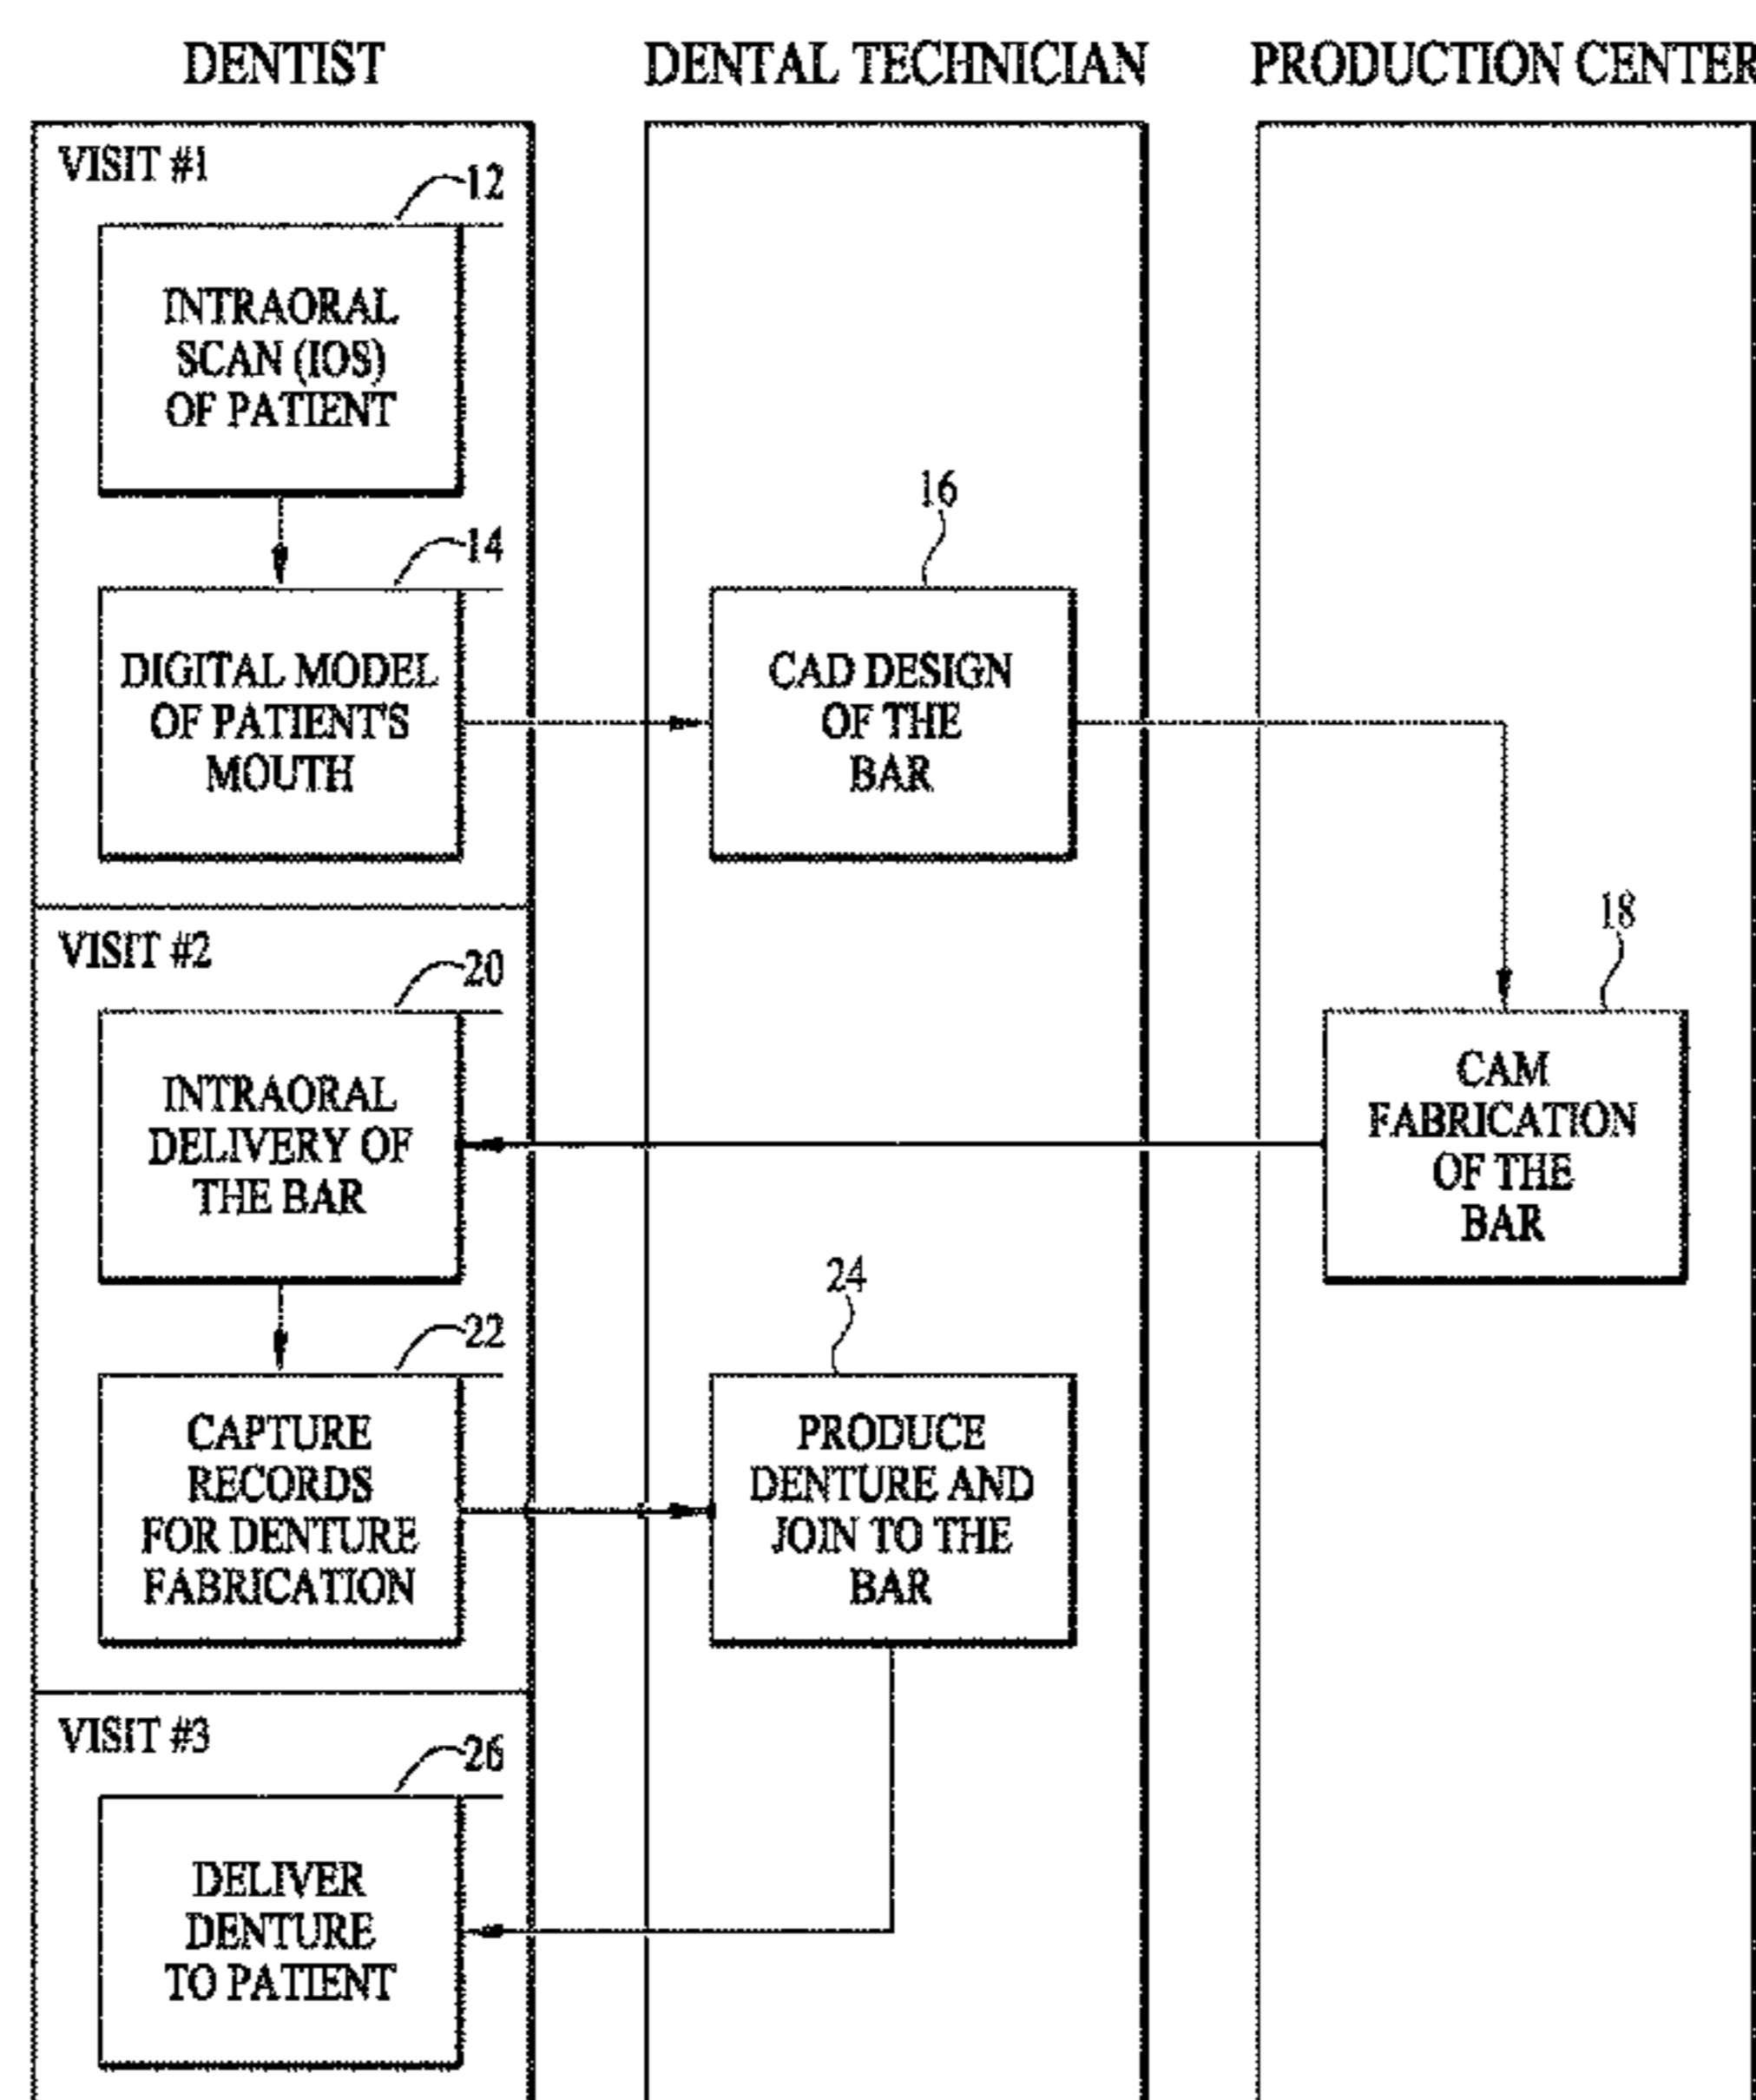 DENTIST
DENTAL TECHNICIAN
PRODUCTION CENTER
VISIT #1
12
INTRAORAL
SCAN (IOS)
OF PATIENT
14
DIGITAL MODEL
OF PATIENT'S
MOUTH
16
CAD DESIGN
OF THE
BAR
18
CAM
FABRICATION
OF THE
BAR
VISIT #2
20
INTRAORAL
DELIVERY OF
THE BAR
22
CAPTURE
RECORDS
FOR DENTURE
FABRICATION
24
PRODUCE
DENTURE AND
JOIN TO THE
BAR
VISIT #3
26
DELIVER
DENTURE
TO PATIENT